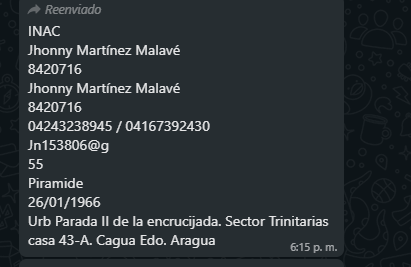 Reenviado
INAC
Jhonny Martínez Malavé
8420716
Jhonny Martínez Malavé
8420716
04243238945 / 04167392430
Jn153806@g
55
Piramide
26/01/1966
Urb Parada II de la encrucijada. Sector Trinitarias
casa 43-A. Cagua Edo. Aragua
6:15 p. m.